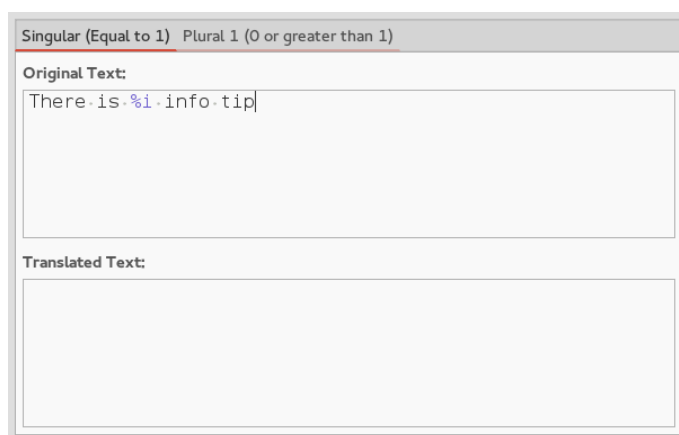 Singular (Equal to 1) Plural 1 (0 or greater than 1)
Original Text:
There is %i info tip
Translated Text: